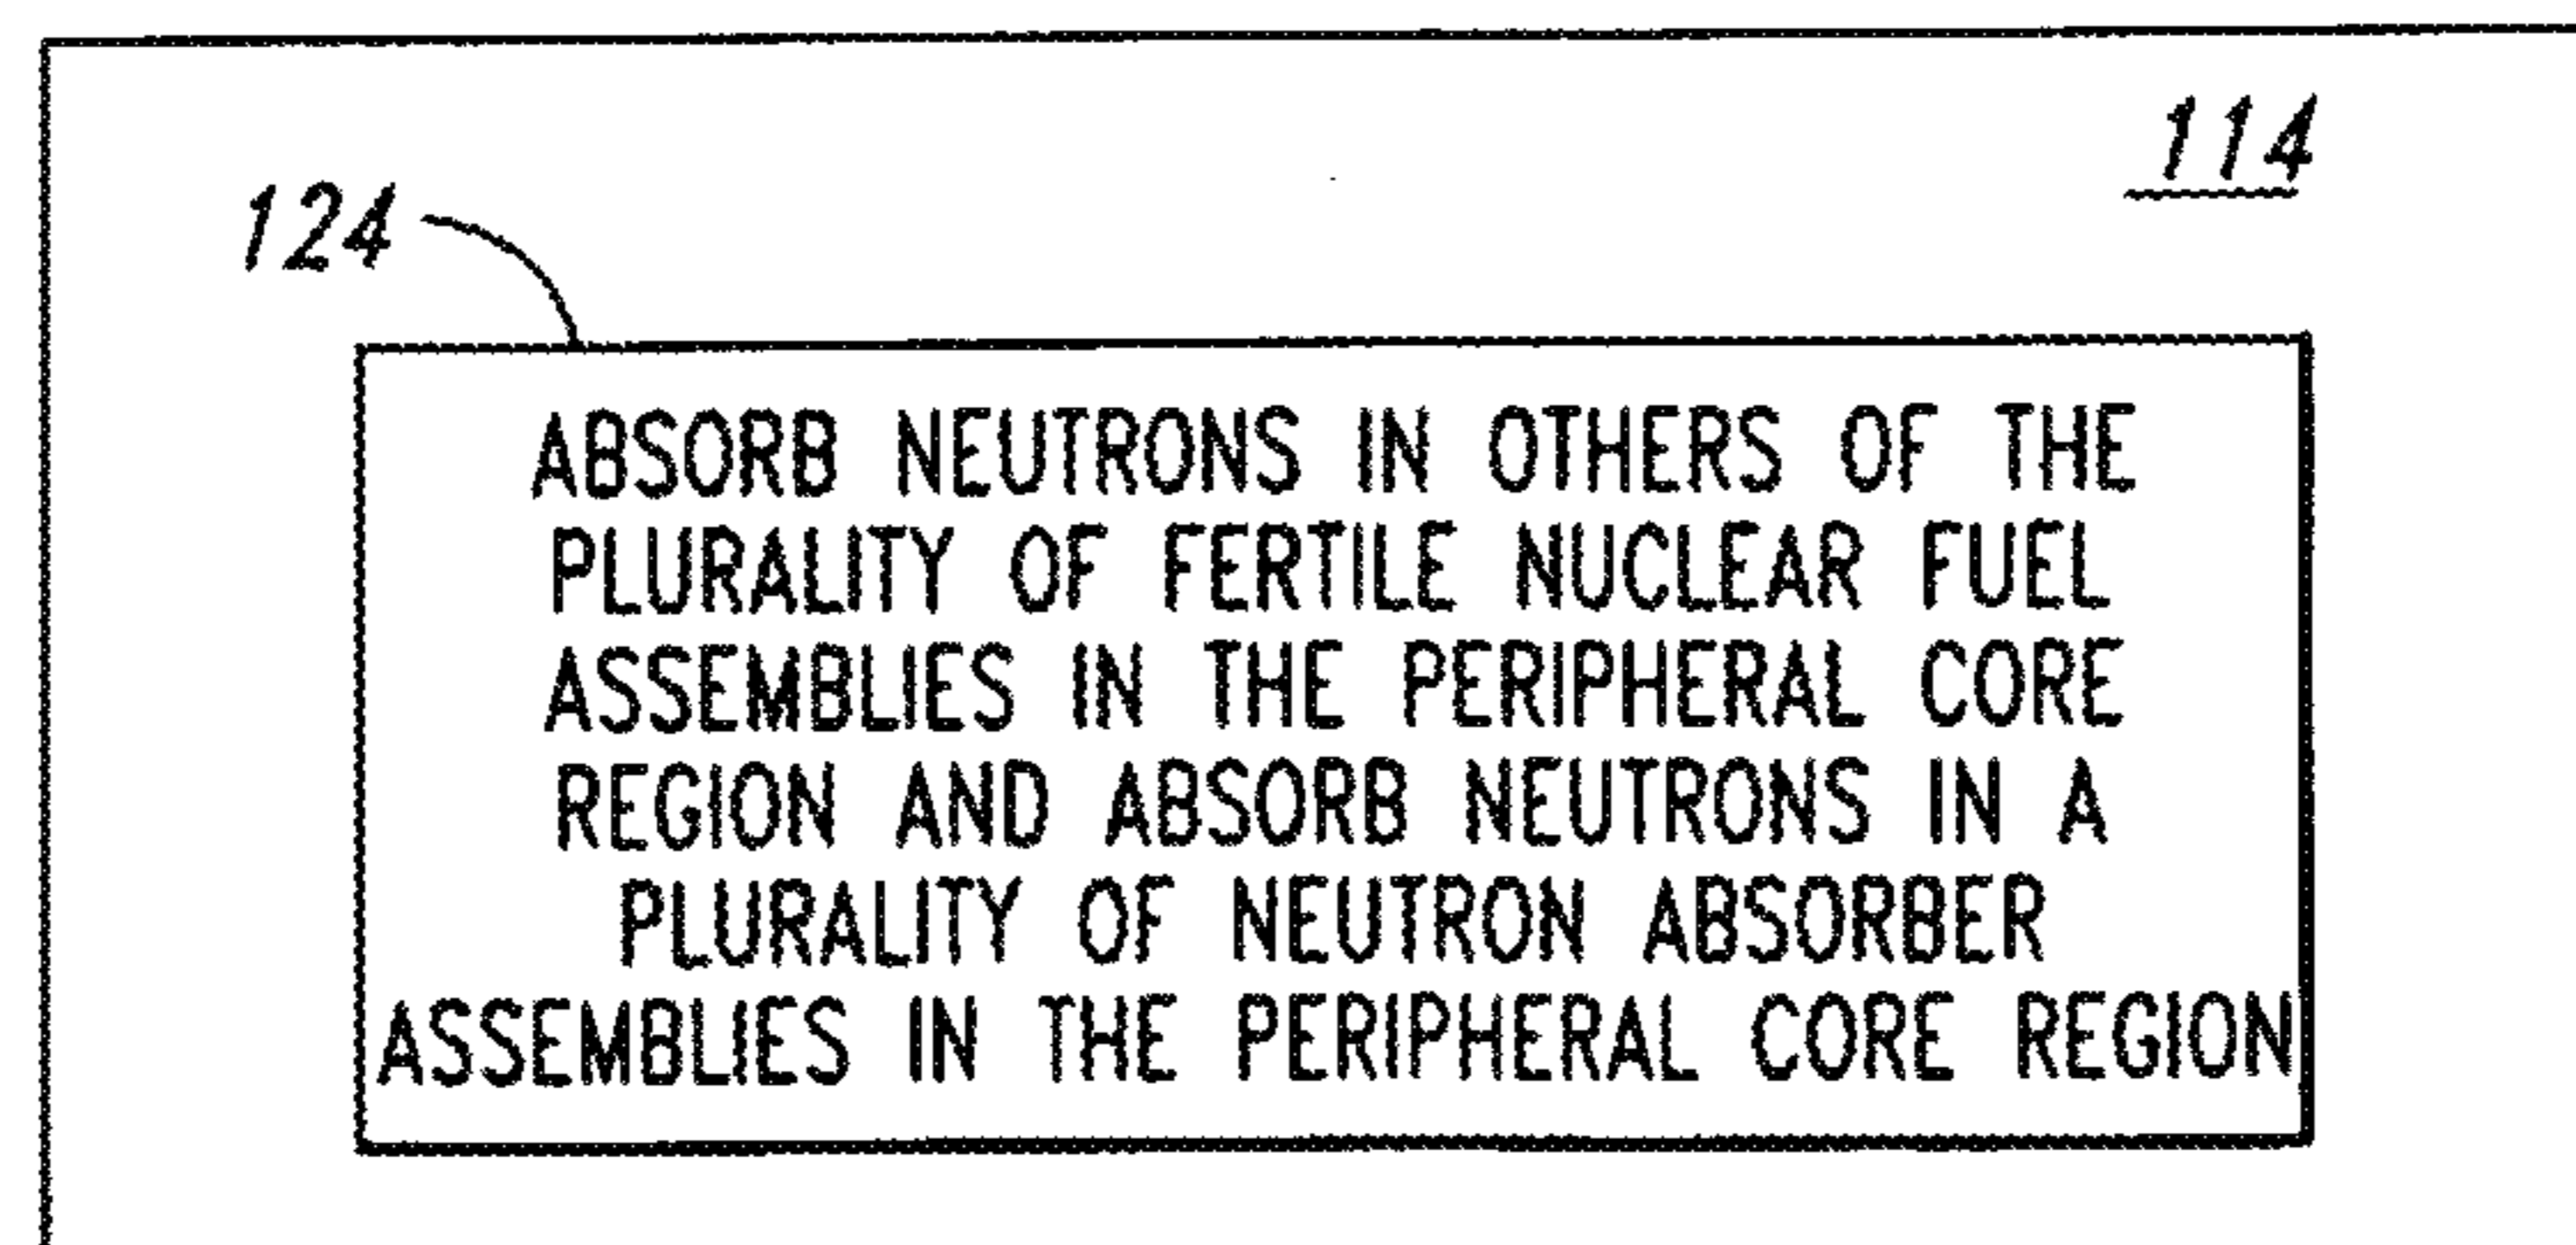 114
124
ABSORB NEUTRONS IN OTHERS OF THE
PLURALITY OF FERTILE NUCLEAR FUEL
ASSEMBLIES IN THE PERIPHERAL CORE
REGION AND ABSORB NEUTRONS IN A
PLURALITY OF NEUTRON ABSORBER
ASSEMBLIES IN THE PERIPHERAL CORE REGION